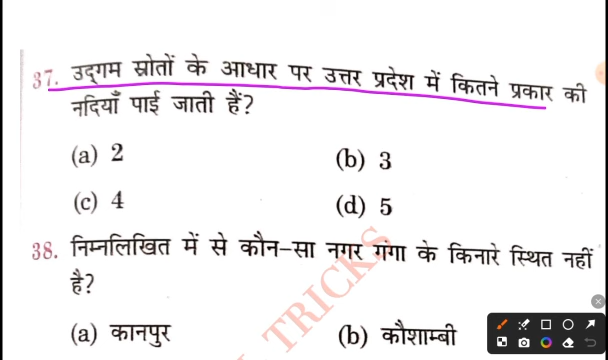 37. उद्गम स्रोतों के आधार पर उत्तर प्रदेश में कितने प्रकार की
नदियाँ पाई जाती हैं?
(a) 2 (b) 3
(c) 4 (d) 5
38. निम्नलिखित में से कौन-सा नगर गंगा के किनारे स्थित नहीं
है?
(a) कानपुर (b) कौशाम्बी
TRICKS